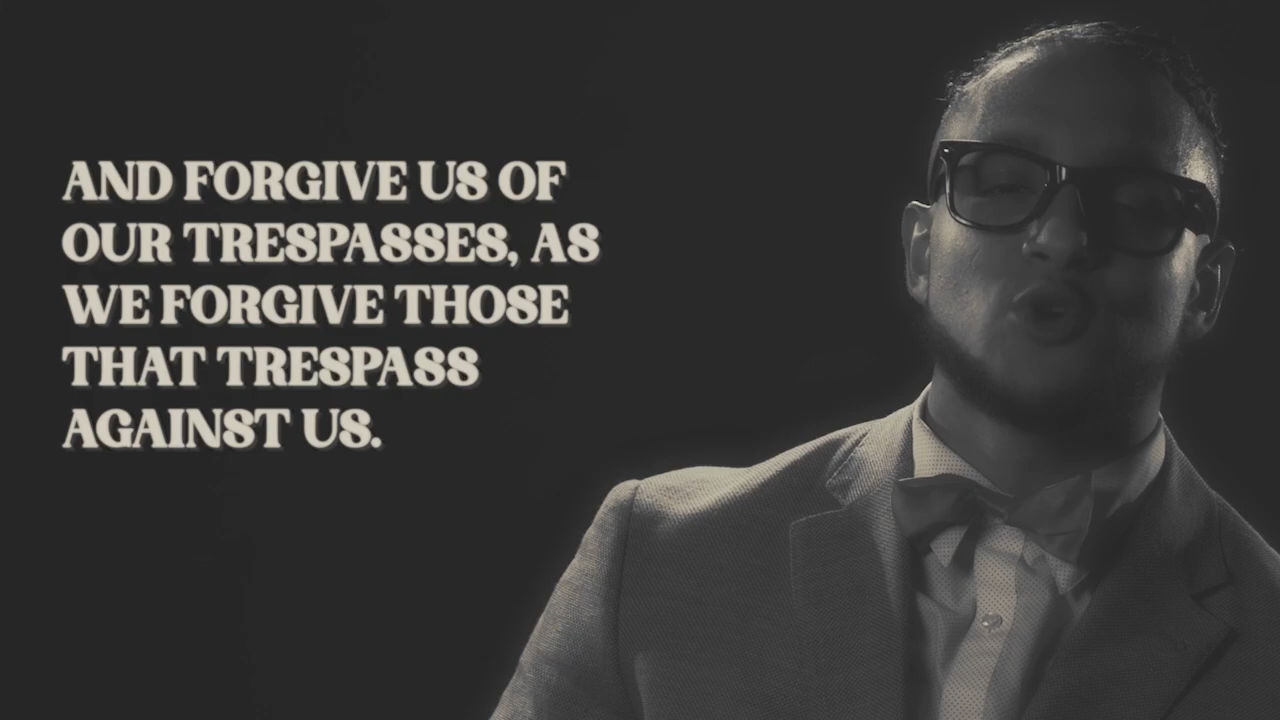 AND FORGIVE US OF
OUR TRESPASSES, AS
WE FORGIVE THOSE
THAT TRESPASS
AGAINST US.